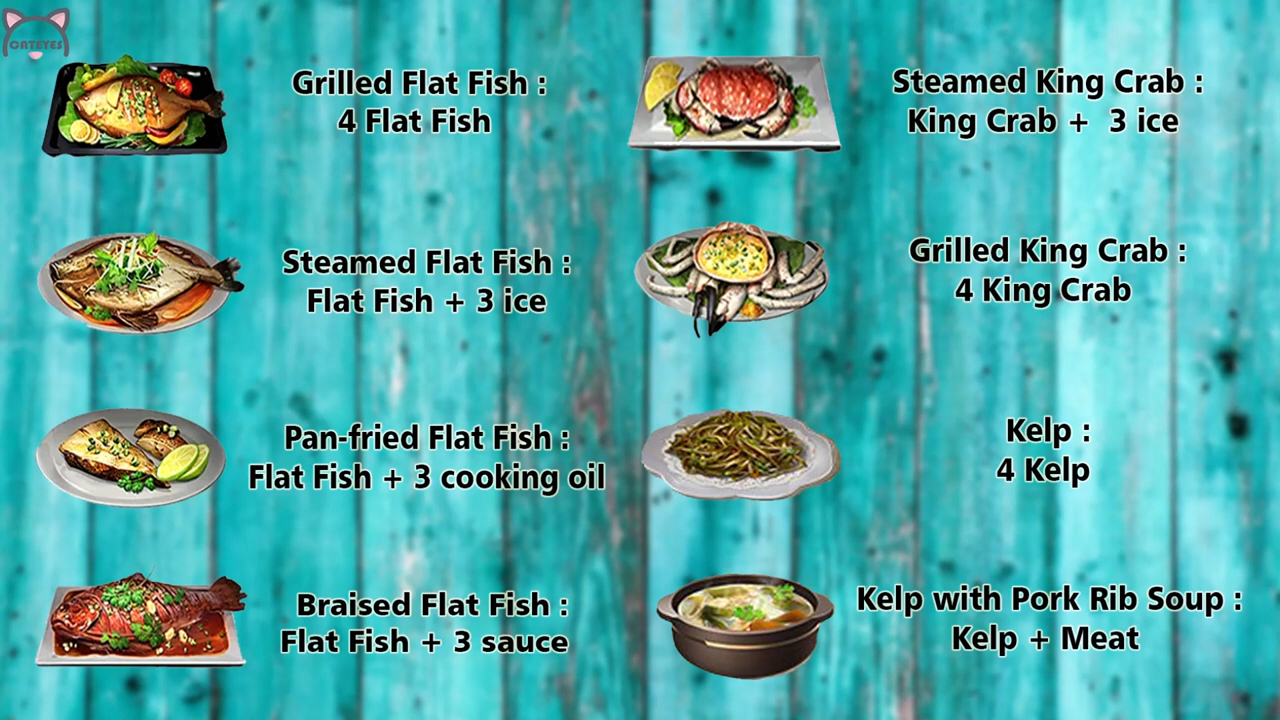 CATEYES
Grilled Flat Fish :
4 Flat Fish
Steamed Flat Fish :
Flat Fish + 3 ice
Pan-fried Flat Fish :
Flat Fish + 3 cooking oil
Braised Flat Fish :
Flat Fish + 3 sauce
Steamed King Crab :
King Crab + 3 ice
Grilled King Crab :
4 King Crab
Kelp :
4 Kelp
Kelp with Pork Rib Soup :
Kelp + Meat